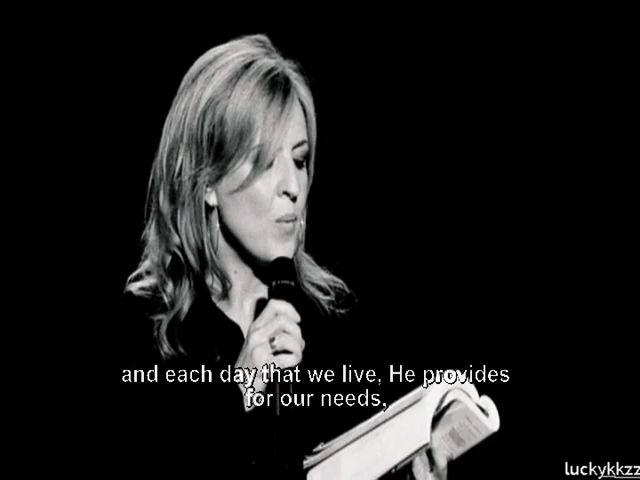 and each day that we live, He provides
for our needs,
luckykkzz